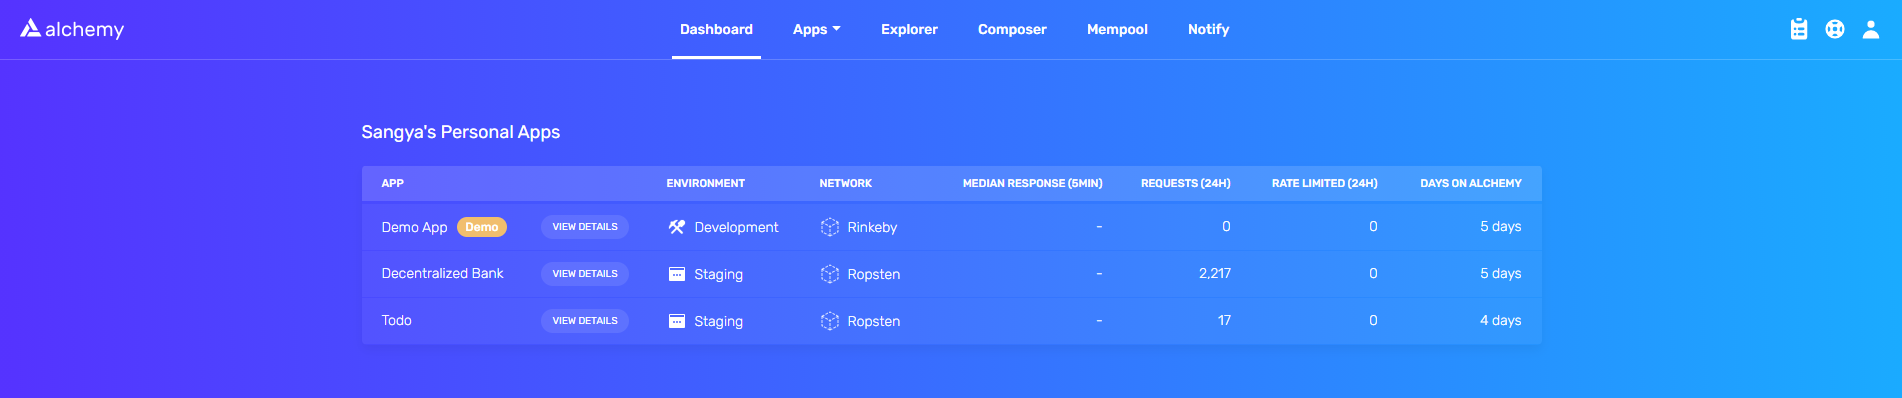 alchemy Dashboard Apps Explorer Composer Mempool Notify
Sangya's Personal Apps
APP ENVIRONMENT NETWORK MEDIAN RESPONSE (5MIN) REQUESTS (24H) RATE LIMITED (24H) DAYS ON ALCHEMY
Demo App Demo VIEW DETAILS Development Rinkeby - 0 0 5 days
Decentralized Bank VIEW DETAILS Staging Ropsten - 2,217 0 5 days
Todo VIEW DETAILS Staging Ropsten - 17 0 4 days